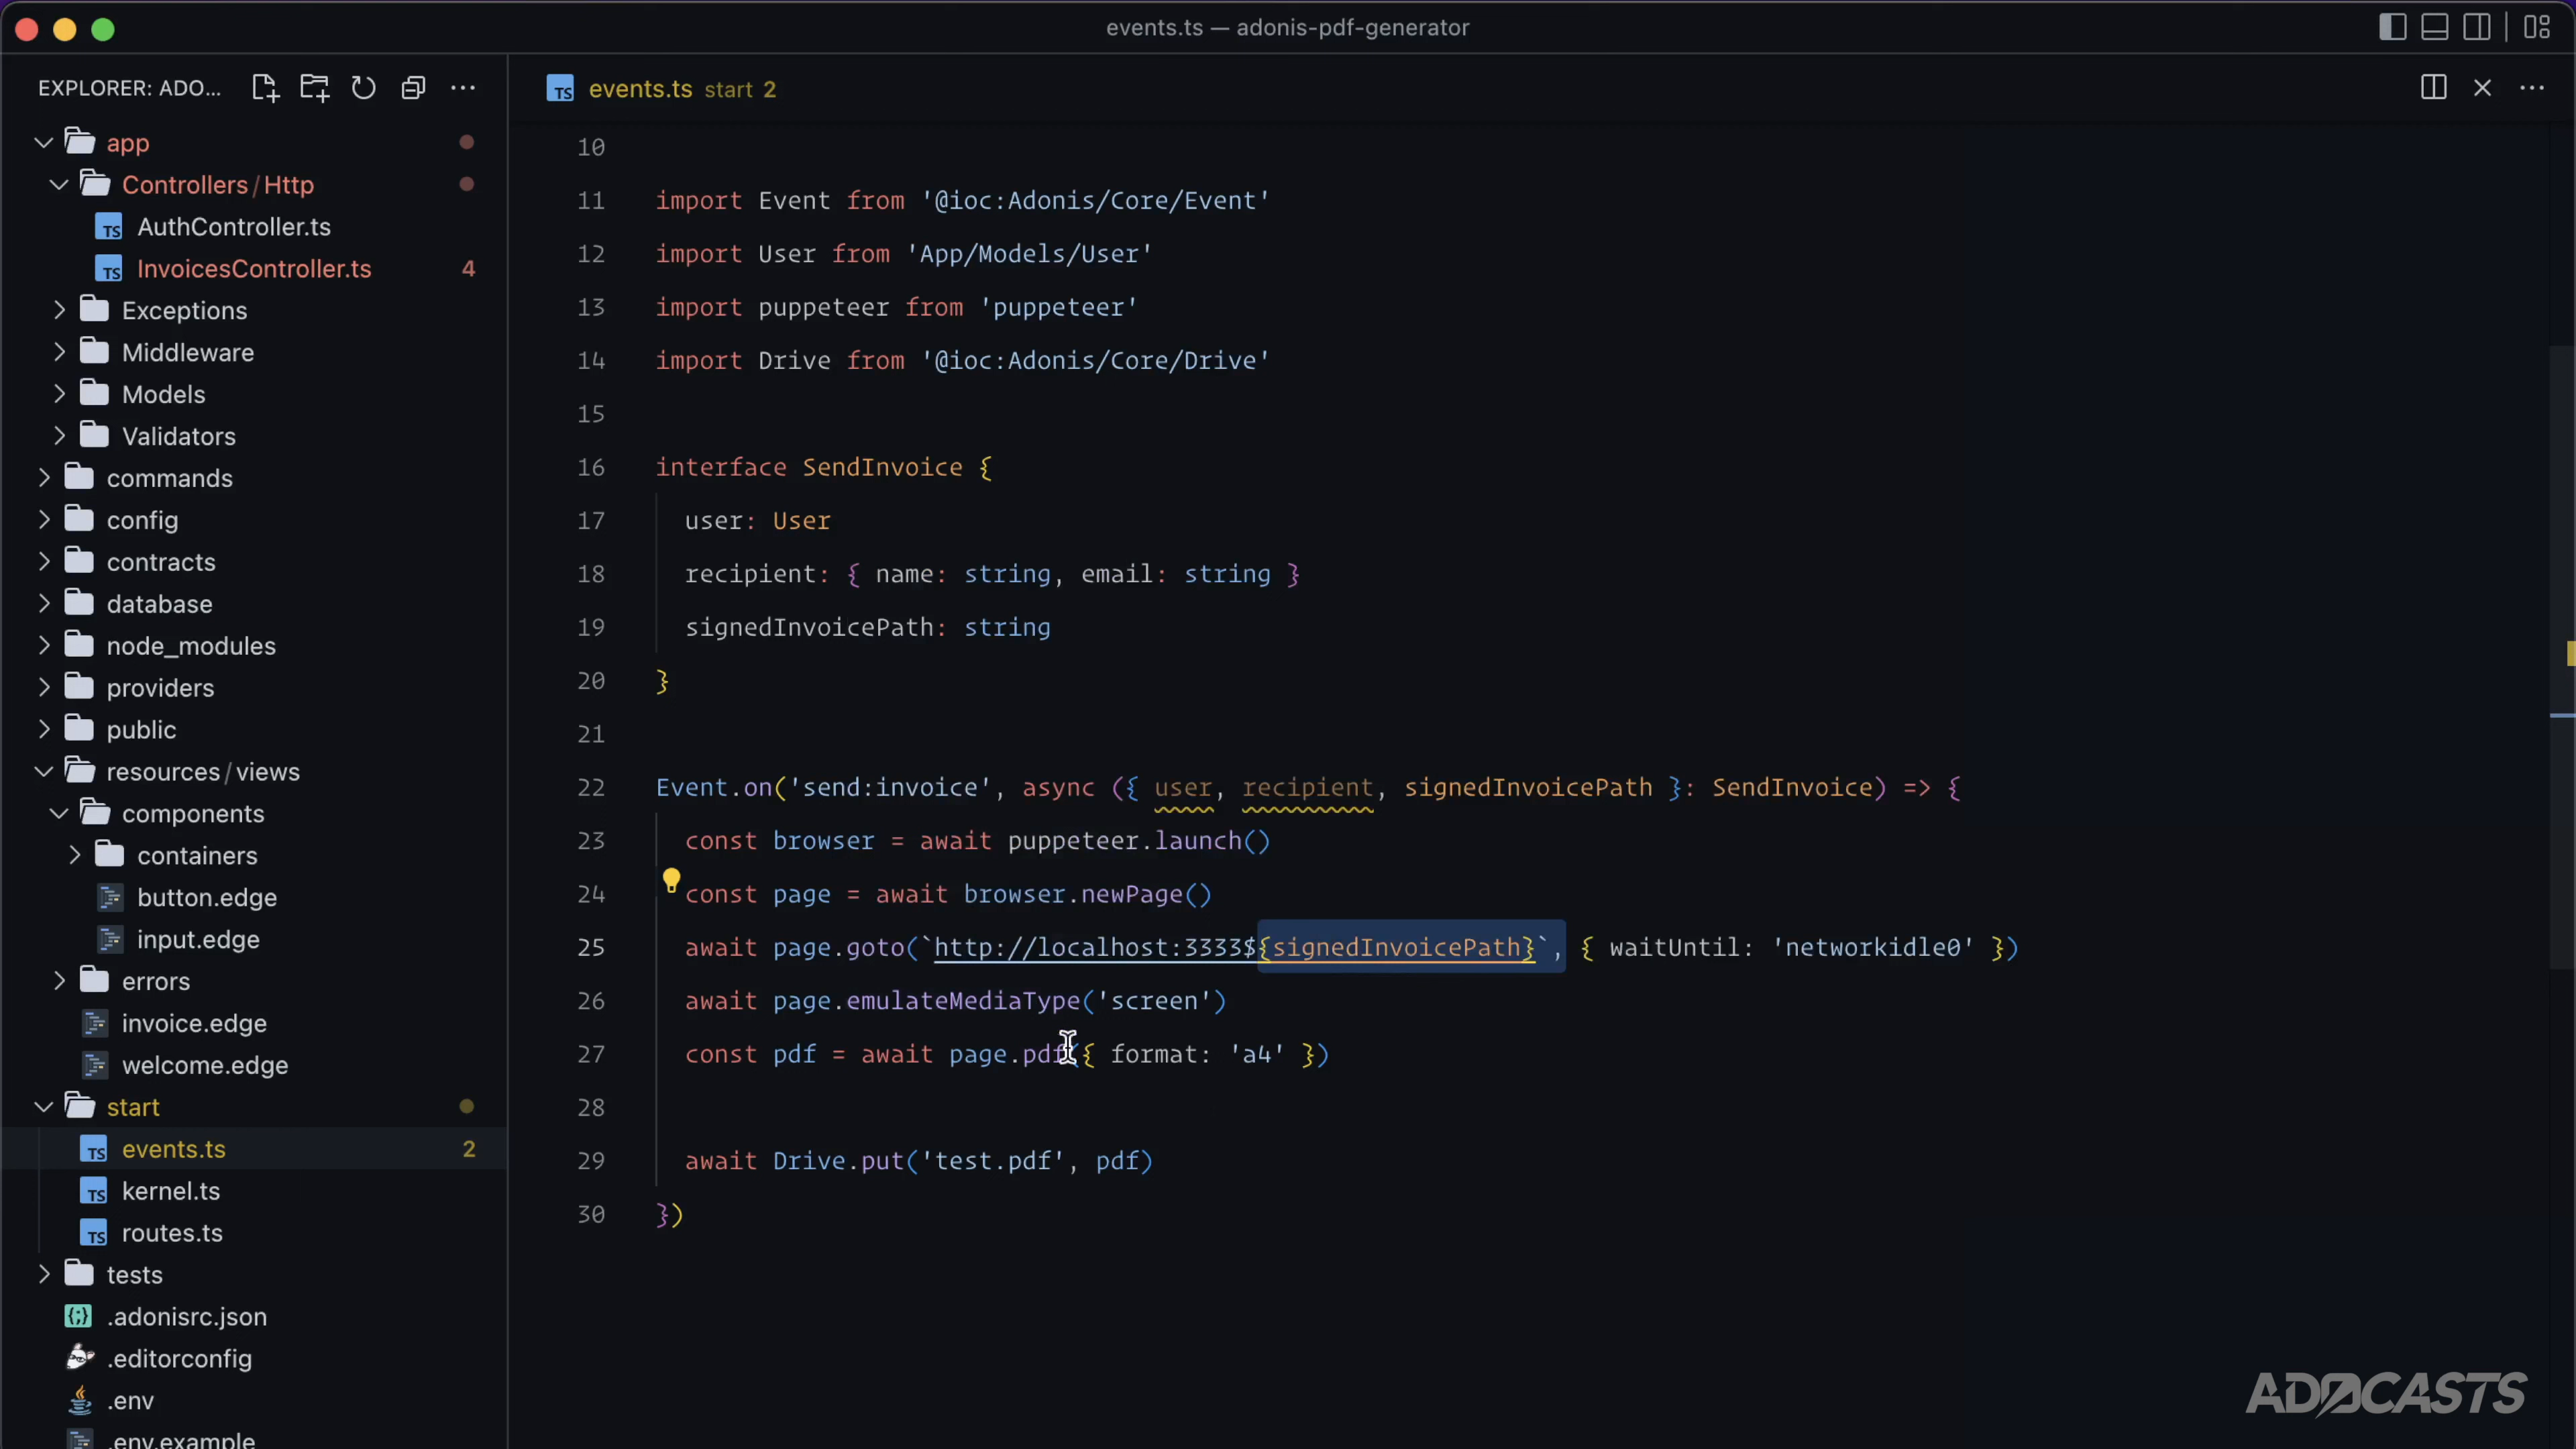 events.ts — adonis-pdf-generator
EXPLORER: ADO...
app
Controllers/Http
AuthController.ts
InvoicesController.ts 4
Exceptions
Middleware
Models
Validators
commands
config
contracts
database
node_modules
providers
public
resources/views
components
containers
button.edge
input.edge
errors
invoice.edge
welcome.edge
start
events.ts 2
kernel.ts
routes.ts
tests
.adonisrc.json
.editorconfig
.env
.env.example
events.ts start 2
10
11 import Event from '@ioc:Adonis/Core/Event'
12 import User from 'App/Models/User'
13 import puppeteer from 'puppeteer'
14 import Drive from '@ioc:Adonis/Core/Drive'
15
16 interface SendInvoice {
17 user: User
18 recipient: { name: string, email: string }
19 signedInvoicePath: string
20 }
21
22 Event.on('send:invoice', async ({ user, recipient, signedInvoicePath }: SendInvoice) => {
23 const browser = await puppeteer.launch()
24 const page = await browser.newPage()
25 await page.goto(`http://localhost:3333${signedInvoicePath}`, { waitUntil: 'networkidle0' })
26 await page.emulateMediaType('screen')
27 const pdf = await page.pdf({ format: 'a4' })
28
29 await Drive.put('test.pdf', pdf)
30 })
ADOCASTS